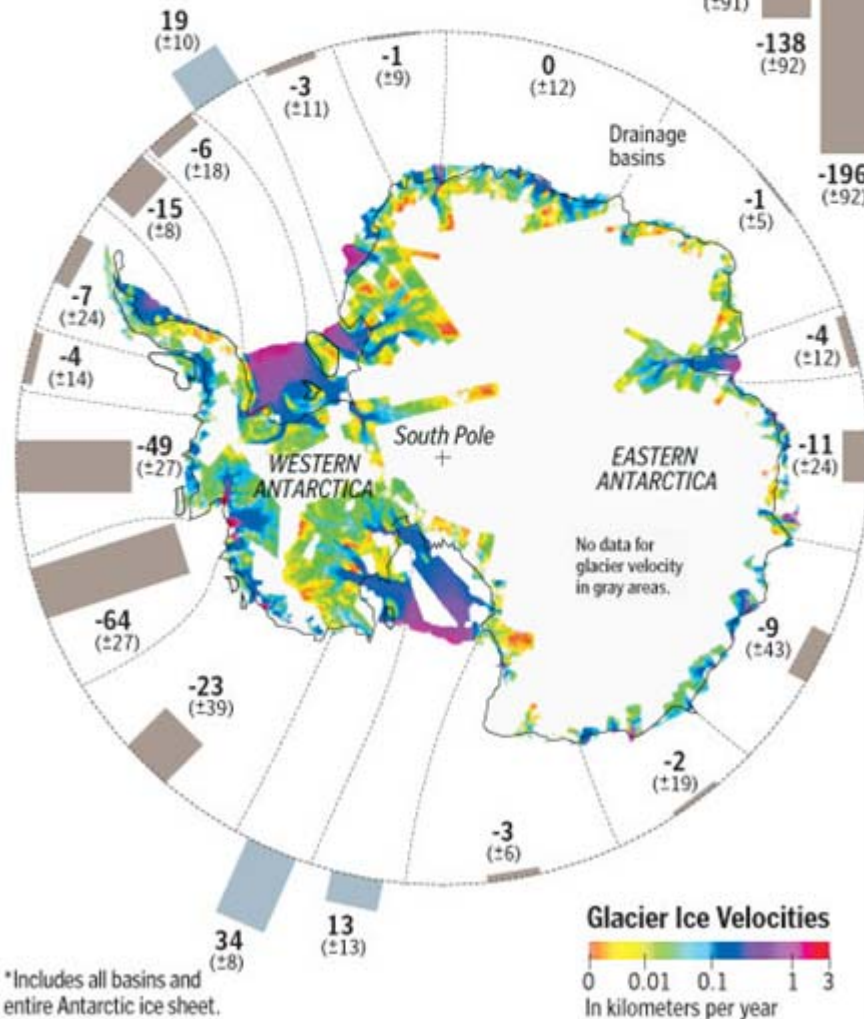 (±91)
-138
(±92)
-196
(±92)
19
(±10)
-3
(±11)
-1
(±9)
0
(±12)
Drainage
basins
-6
(±18)
-15
(±8)
-1
(±5)
-7
(±24)
-4
(±14)
-4
(±12)
-49
(±27)
South Pole
WESTERN
ANTARCTICA
EASTERN
ANTARCTICA
-11
(±24)
No data for
glacier velocity
in gray areas.
-64
(±27)
-9
(±43)
-23
(±39)
-2
(±19)
-3
(±6)
34
(±8)
13
(±13)
Glacier Ice Velocities
0 0.01 0.1 1 3
In kilometers per year
*Includes all basins and
entire Antarctic ice sheet.